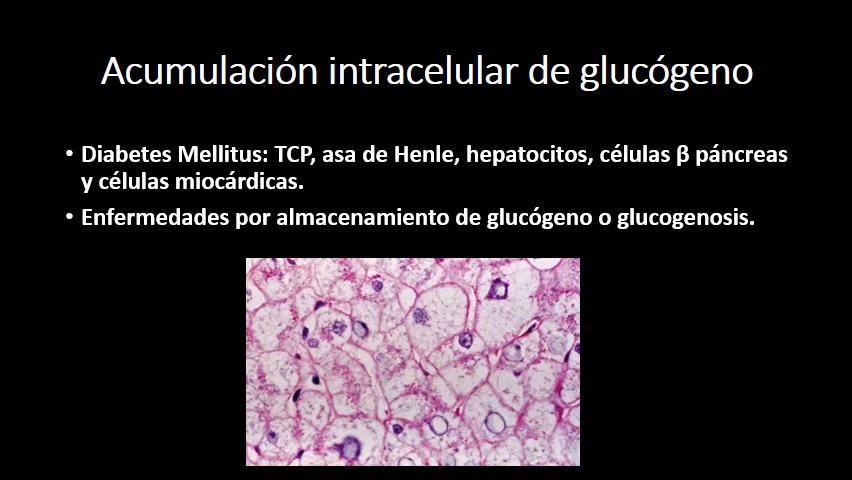 Acumulación intracelular de glucógeno
• Diabetes Mellitus: TCP, asa de Henle, hepatocitos, células β páncreas
y células miocárdicas.
• Enfermedades por almacenamiento de glucógeno o glucogenosis.